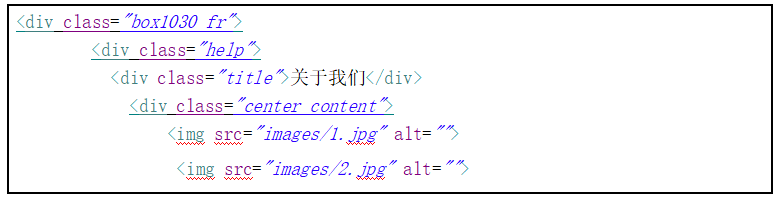 <div class="box1030 fr">
<div class="help">
<div class="title">关于我们</div>
<div class="center content">
<img src="images/1.jpg" alt="">
<img src="images/2.jpg" alt="">